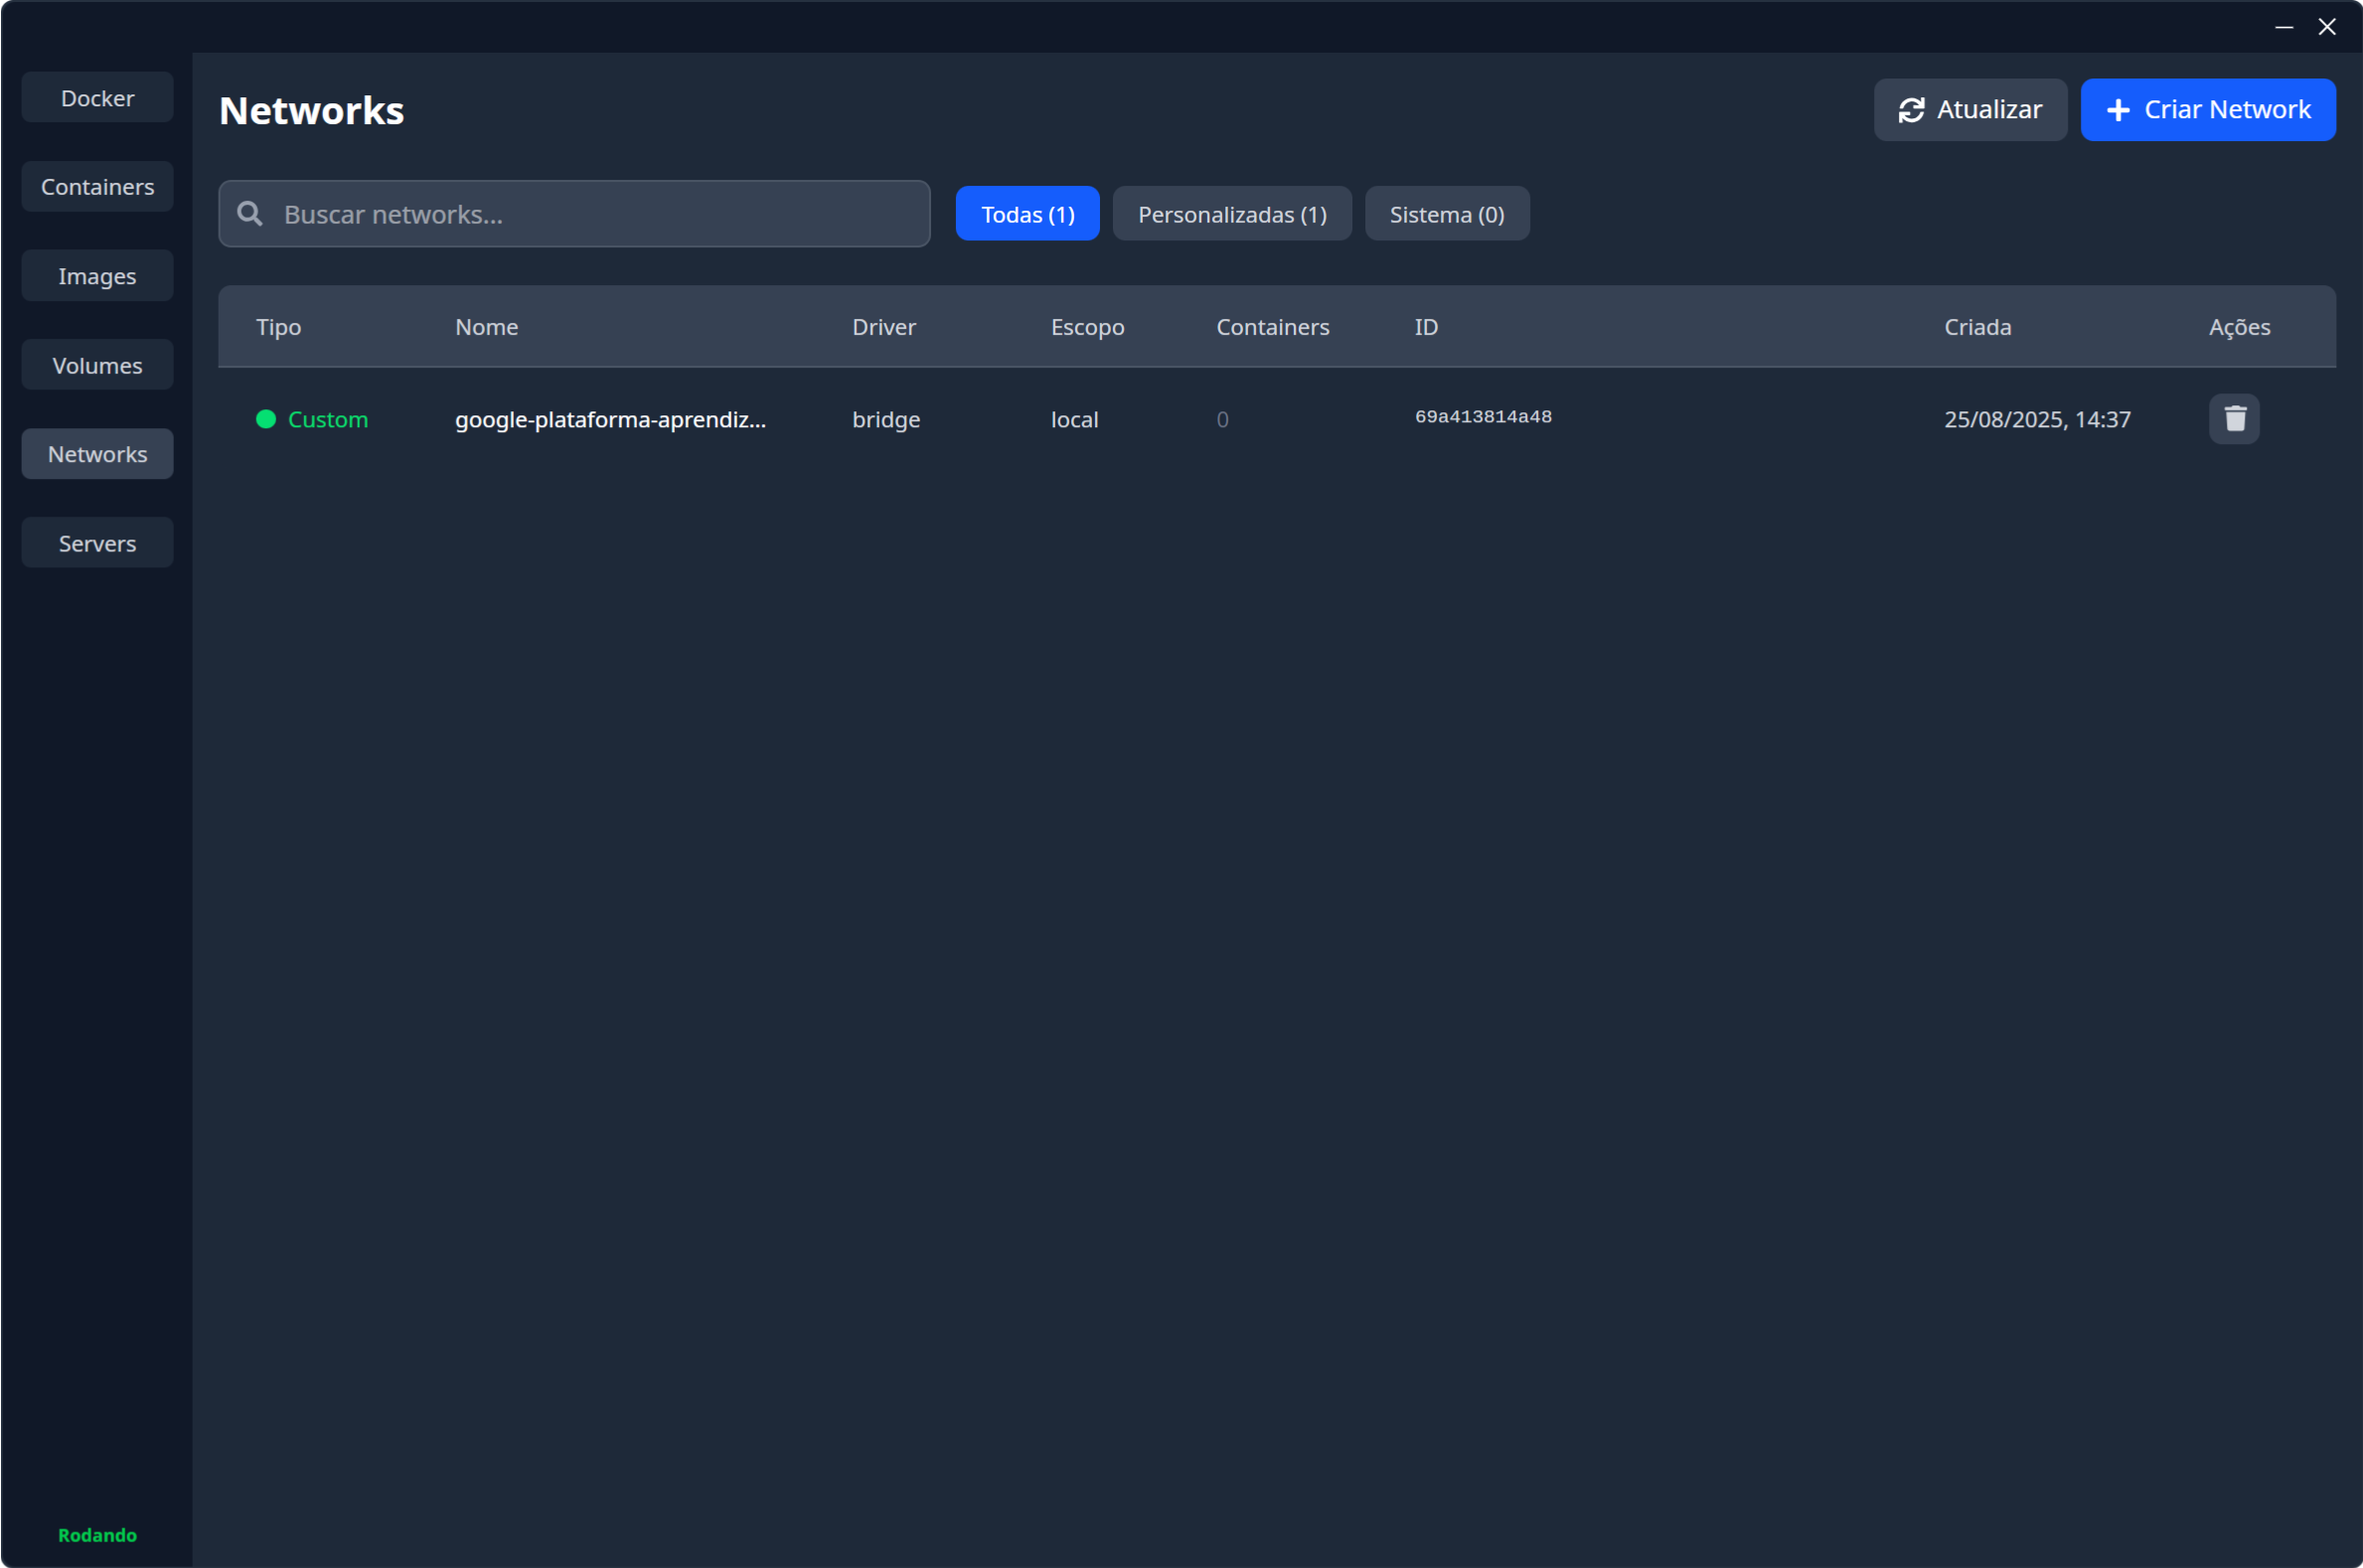 Docker
Containers
Images
Volumes
Networks
Servers
Rodando
Networks
Atualizar
Criar Network
Buscar networks...
Todas (1)
Personalizadas (1)
Sistema (0)
Tipo Nome Driver Escopo Containers ID Criada Ações
Custom google-plataforma-aprendiz... bridge local 0 69a413814a48 25/08/2025, 14:37